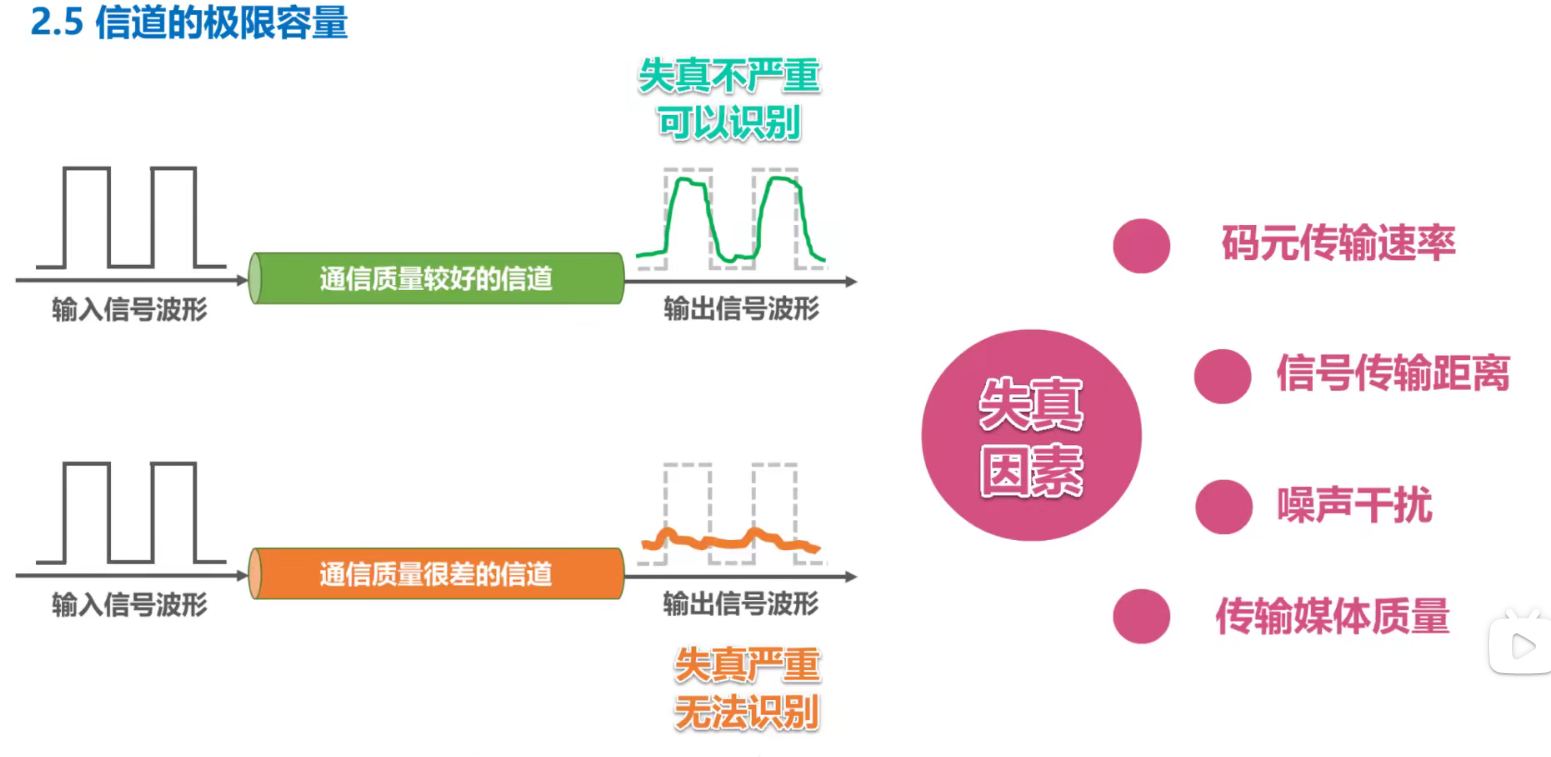 2.5 信道的极限容量
失真不严重
可以识别
通信质量较好的信道
输入信号波形
输出信号波形
通信质量很差的信道
输入信号波形
输出信号波形
失真严重
无法识别
失真
因素
码元传输速率
信号传输距离
噪声干扰
传输媒体质量